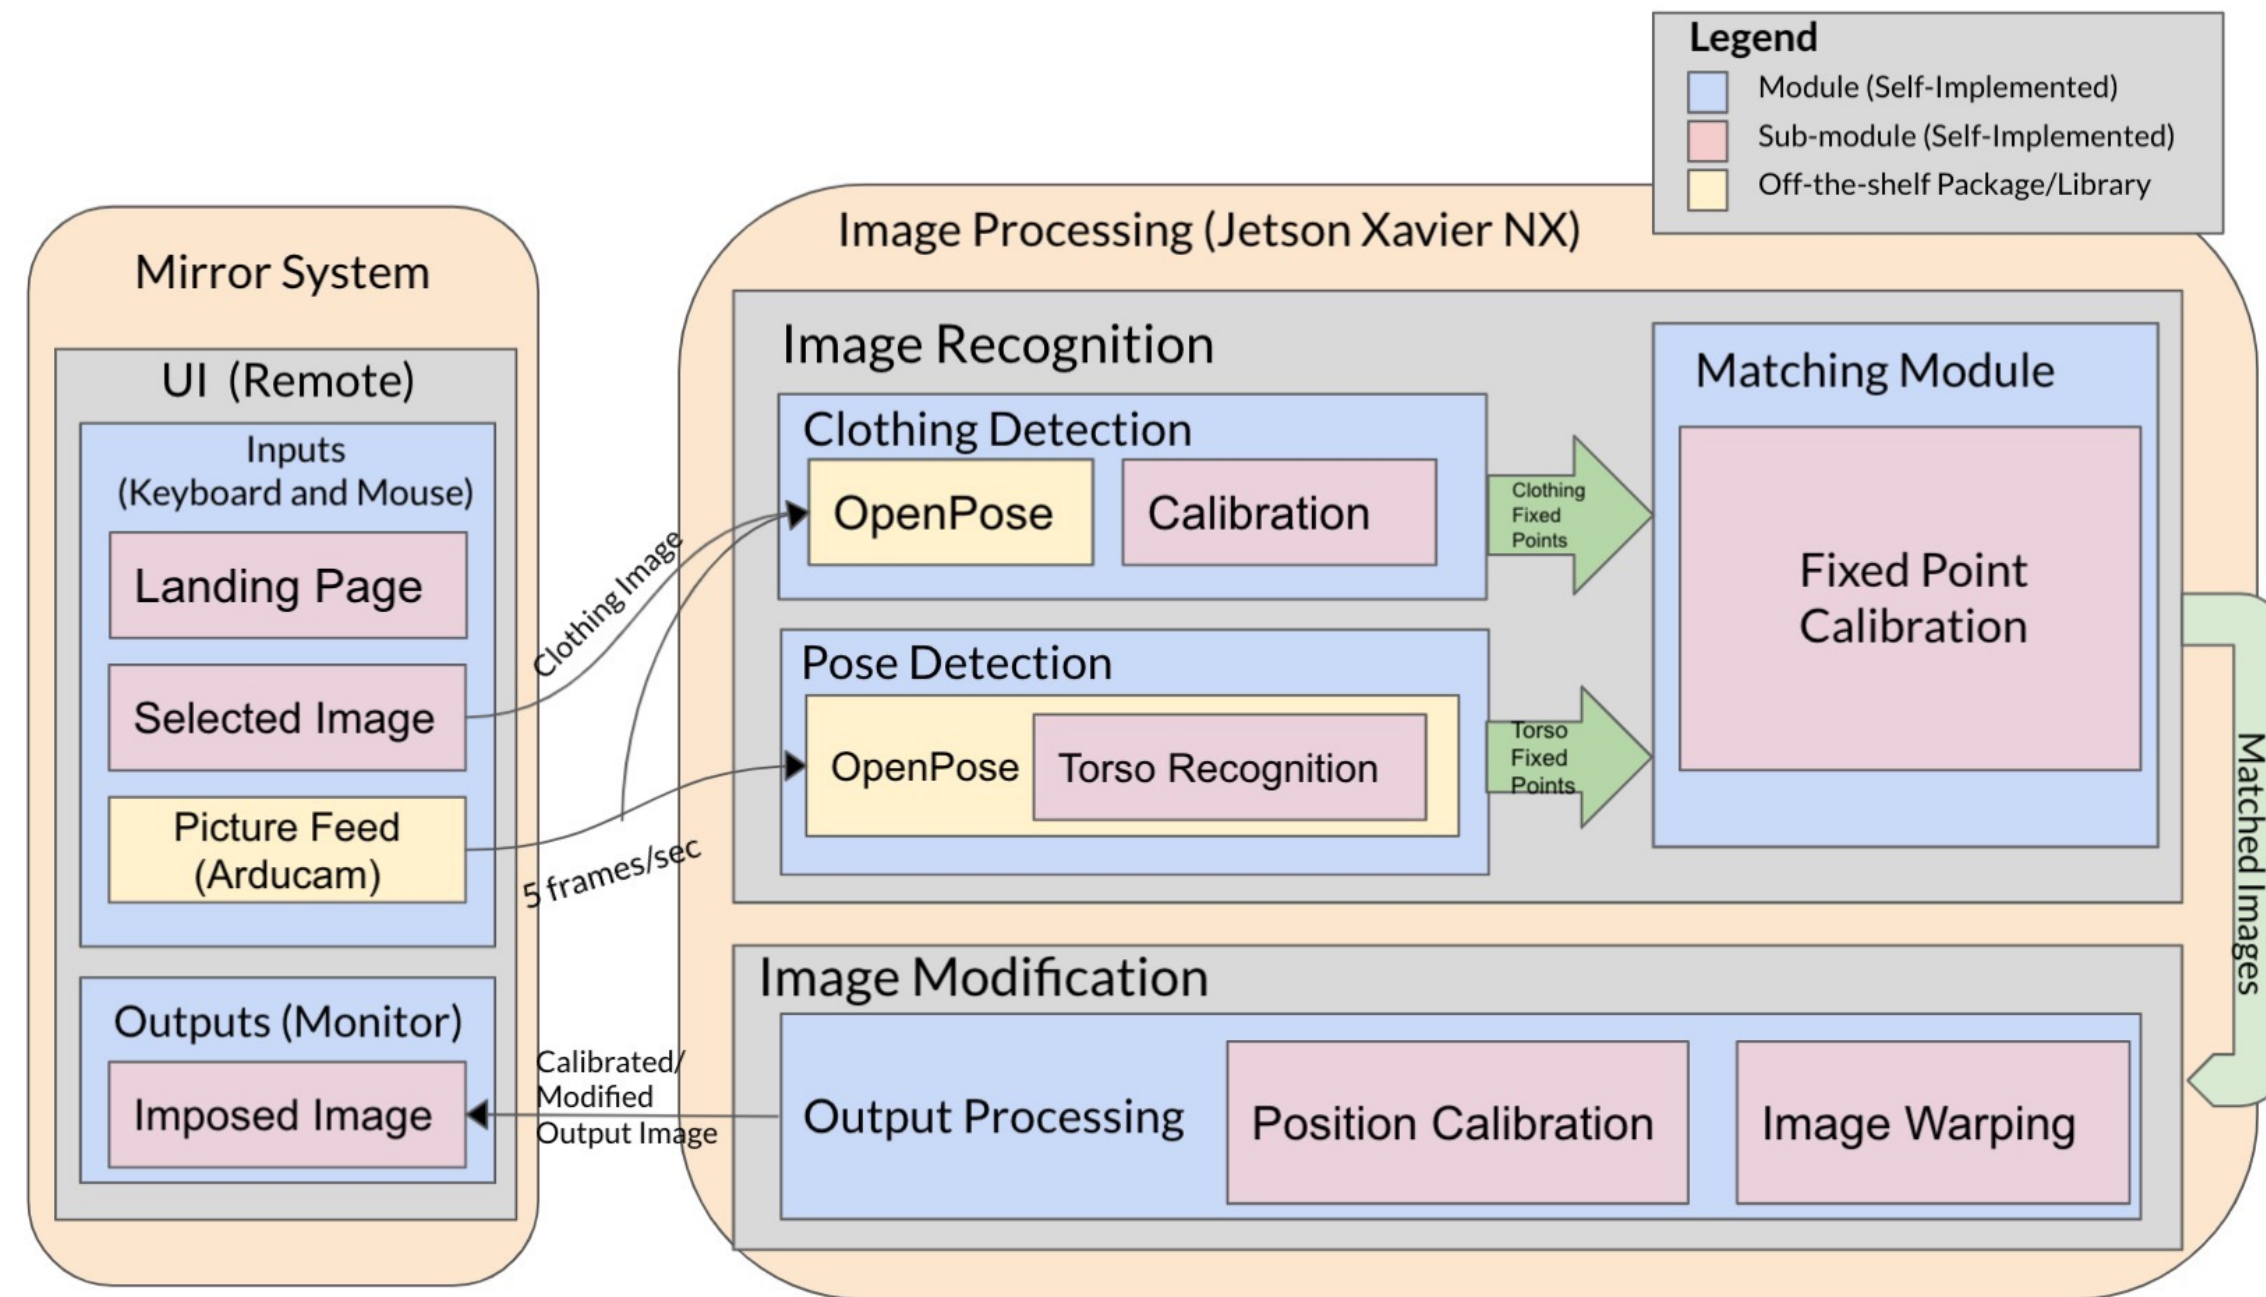 Legend
Module (Self-Implemented)
Sub-module (Self-Implemented)
Off-the-shelf Package/Library
Mirror System
UI (Remote)
Inputs
(Keyboard and Mouse)
Landing Page
Selected Image
Picture Feed
(Arducam)
Outputs (Monitor)
Imposed Image
Clothing Image
5 frames/sec
Calibrated/
Modified
Output Image
Image Processing (Jetson Xavier NX)
Image Recognition
Clothing Detection
OpenPose
Calibration
Clothing
Fixed
Points
Pose Detection
OpenPose
Torso Recognition
Torso
Fixed
Points
Matching Module
Fixed Point
Calibration
Matched Images
Image Modification
Output Processing
Position Calibration
Image Warping